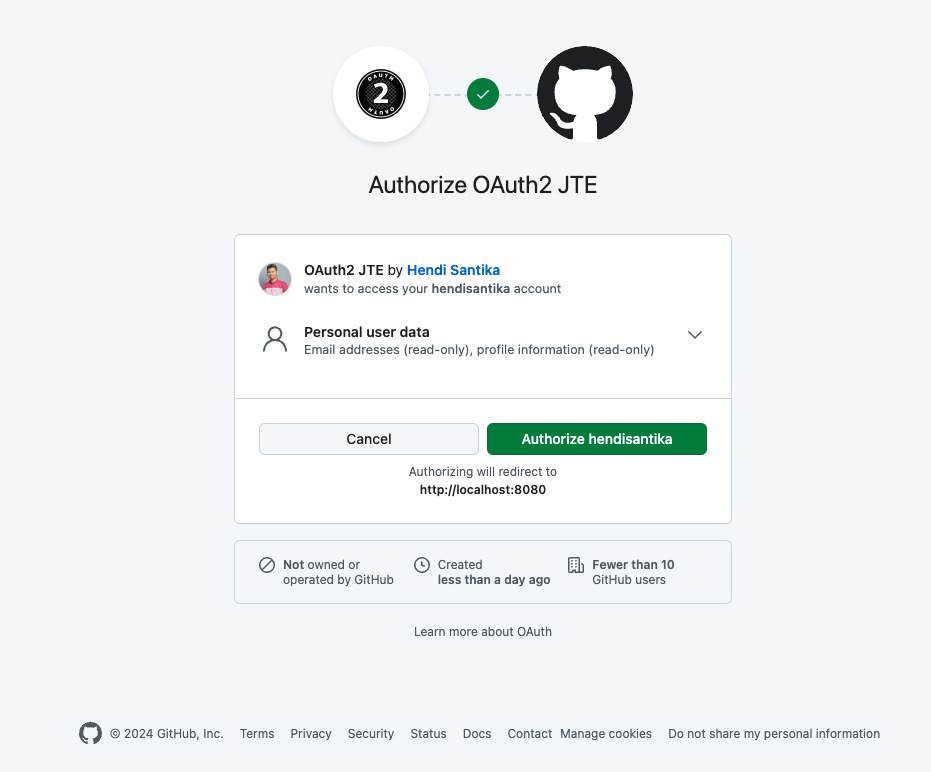 OAUTH
2
OAUTH
Authorize OAuth2 JTE
OAuth2 JTE by Hendi Santika
wants to access your hendisantika account
Personal user data
Email addresses (read-only), profile information (read-only)
Cancel
Authorize hendisantika
Authorizing will redirect to
http://localhost:8080
Not owned or
operated by GitHub
Created
less than a day ago
Fewer than 10
GitHub users
Learn more about OAuth
© 2024 GitHub, Inc. Terms Privacy Security Status Docs Contact Manage cookies Do not share my personal information